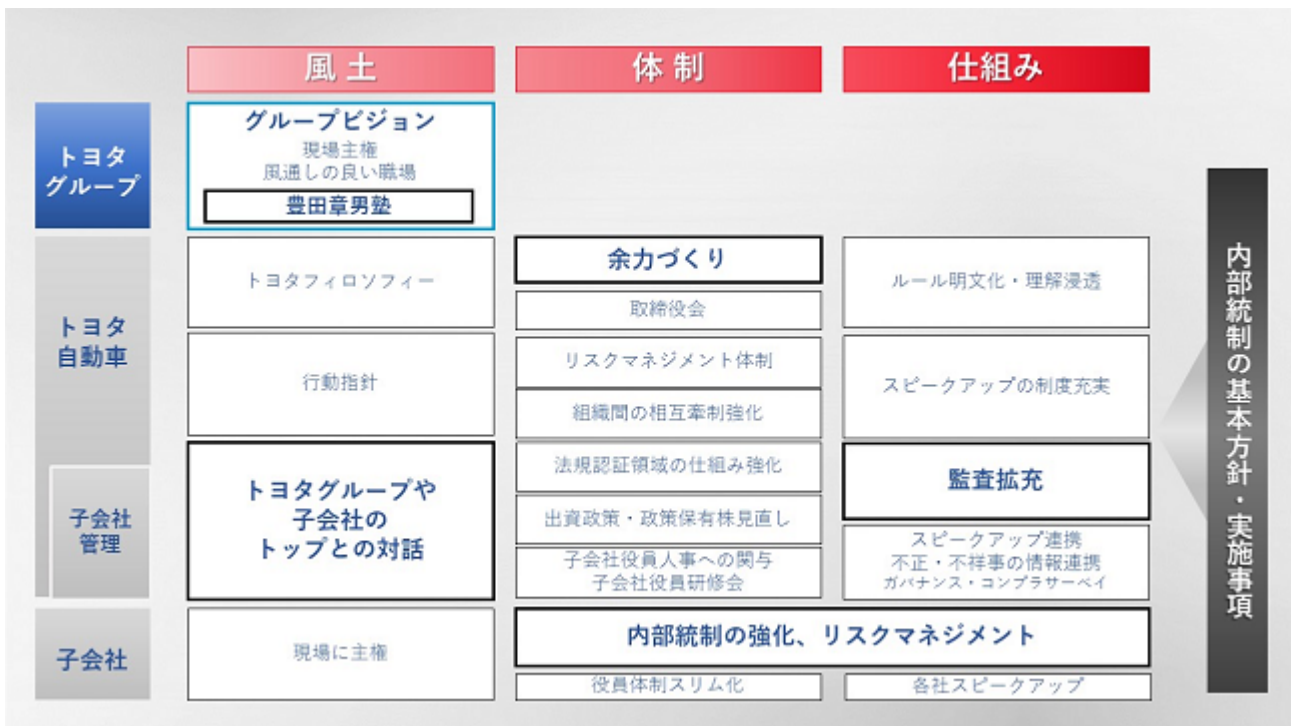 風土
体制
仕組み
トヨタ
グループ
グループビジョン
現場主権
風通しの良い職場
豊田章男塾
トヨタ
自動車
トヨタフィロソフィー
余力づくり
取締役会
ルール明文化・理解浸透
行動指針
リスクマネジメント体制
組織間の相互牽制強化
スピークアップの制度充実
子会社
管理
トヨタグループや
子会社の
トップとの対話
法規認証領域の仕組み強化
出資政策・政策保有株見直し
子会社役員人事への関与
子会社役員研修会
監査拡充
スピークアップ連携
不正・不祥事の情報連携
ガバナンス・コンプラサーベイ
子会社
現場に主権
内部統制の強化、リスクマネジメント
役員体制スリム化
各社スピークアップ
内部統制の基本方針・実施事項